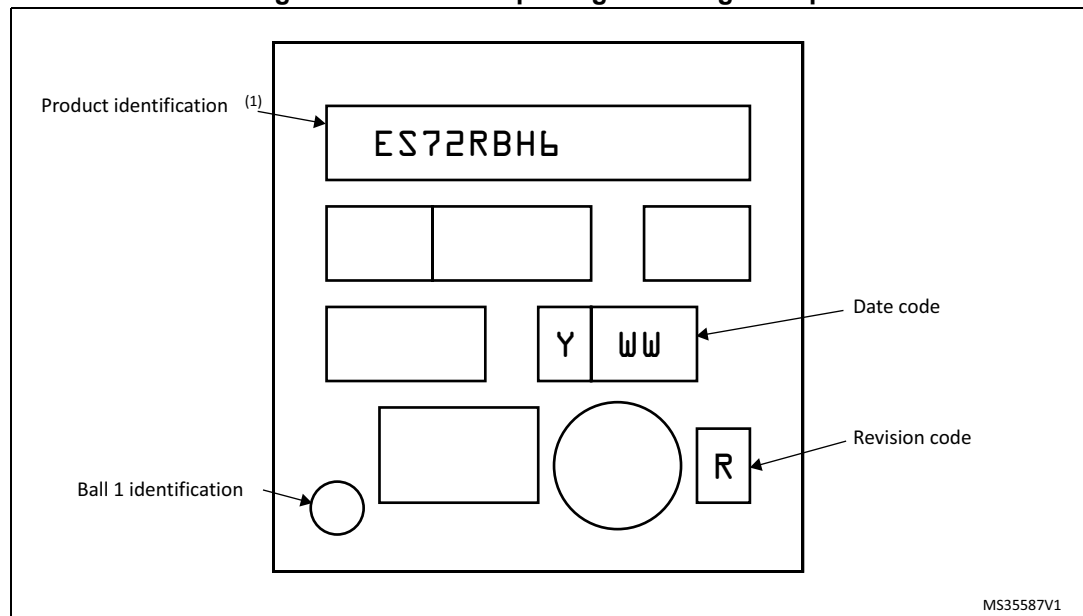 Product identification (1)
ES72RBH6
Date code
Y WW
Revision code
R
Ball 1 identification
MS35587V1